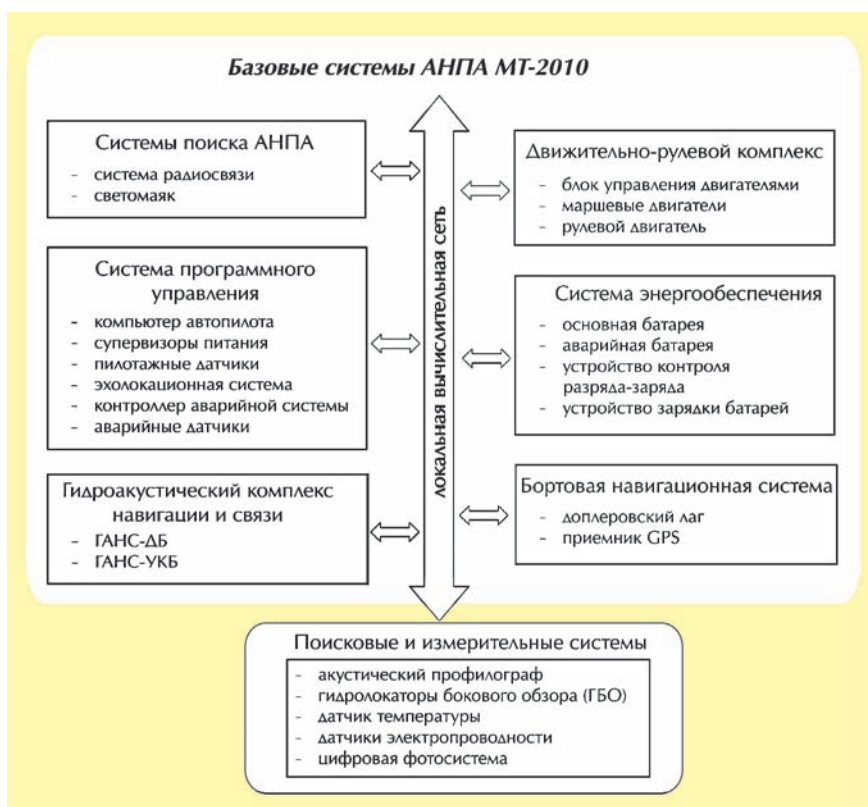 Базовые системы АНПА МТ-2010
Системы поиска АНПА
- система радиосвязи
- светомаяк
Система программного
управления
- компьютер автопилота
- супервизоры питания
- пилотажные датчики
- эхолокационная система
- контроллер аварийной системы
- аварийные датчики
Гидроакустический комплекс
навигации и связи
- ГАНС-ДБ
- ГАНС-УКБ
локальная вычислительная сеть
Движительно-рулевой комплекс
- блок управления двигателями
- маршевые двигатели
- рулевой двигатель
Система энергообеспечения
- основная батарея
- аварийная батарея
- устройство контроля
разряда-заряда
- устройство зарядки батарей
Бортовая навигационная система
- доплеровский лаг
- приемник GPS
Поисковые и измерительные системы
- акустический профилограф
- гидролокаторы бокового обзора (ГБО)
- датчик температуры
- датчики электропроводности
- цифровая фотосистема